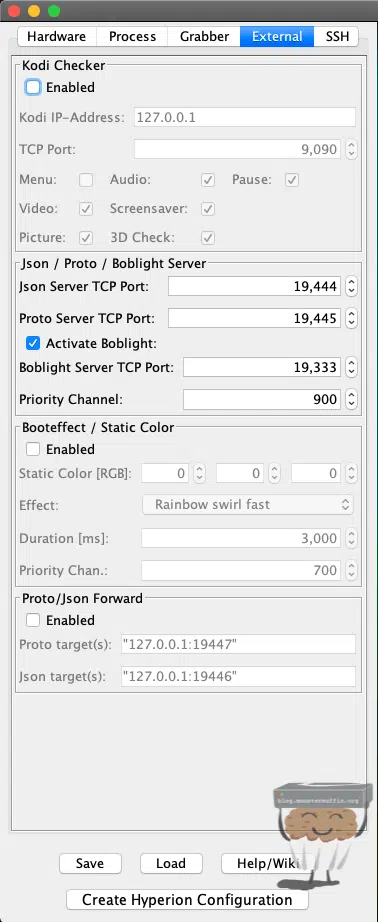 Hardware Process Grabber External SSH
Kodi Checker
Enabled
Kodi IP-Address: 127.0.0.1
TCP Port: 9,090
Menu: Audio: Pause:
Video: Screensaver:
Picture: 3D Check:
Json / Proto / Boblight Server
Json Server TCP Port: 19,444
Proto Server TCP Port: 19,445
Activate Boblight:
Boblight Server TCP Port: 19,333
Priority Channel: 900
Booteffect / Static Color
Enabled
Static Color [RGB]: 0 0 0
Effect: Rainbow swirl fast
Duration [ms]: 3,000
Priority Chan.: 700
Proto/Json Forward
Enabled
Proto target(s): "127.0.0.1:19447"
Json target(s): "127.0.0.1:19446"
blog.monstermuffin.org
Save Load Help/Wiki
Create Hyperion Configuration